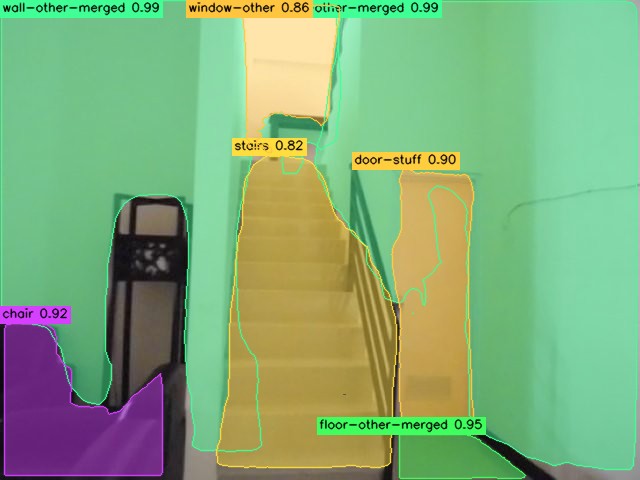 wall-other-merged 0.99
window-other 0.86
other-merged 0.99
stairs 0.82
door-stuff 0.90
chair 0.92
floor-other-merged 0.95